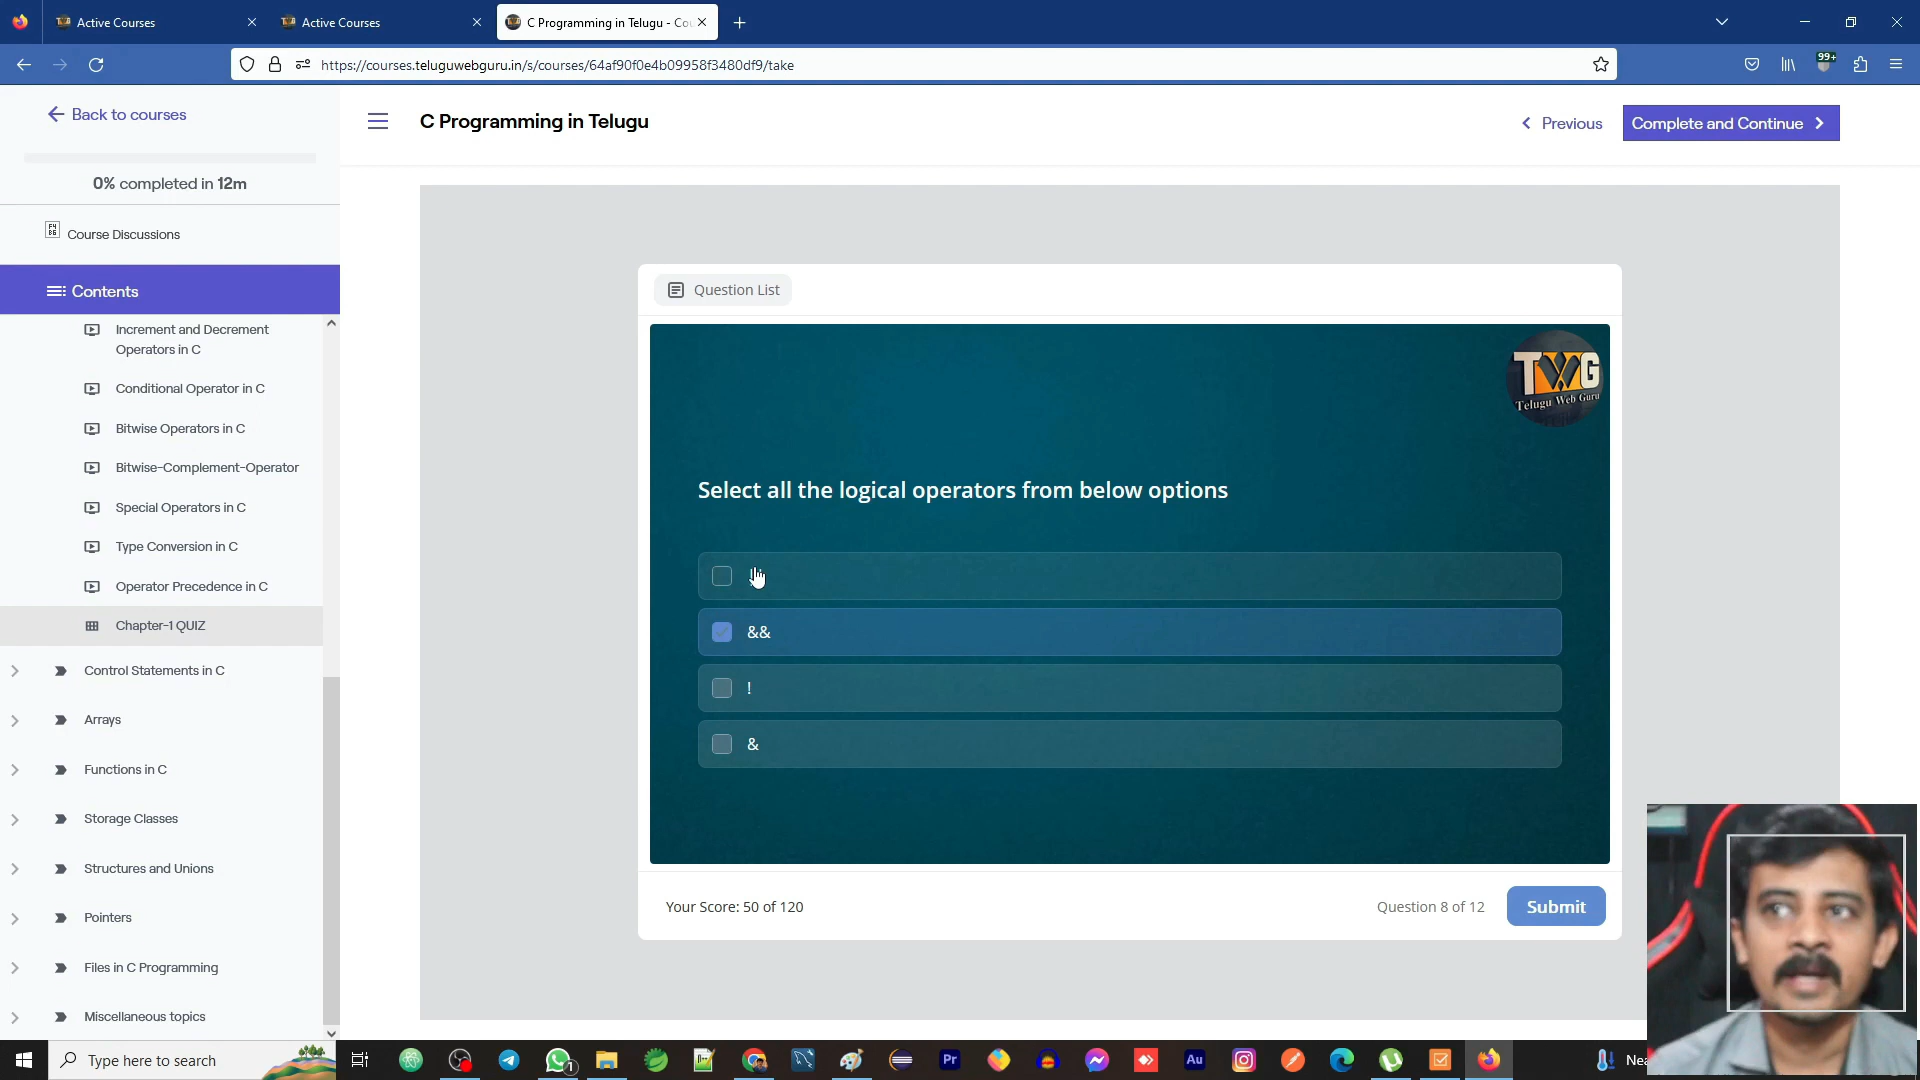 Active Courses
Active Courses
C Programming in Telugu - Cou
https://courses.teluguwebguru.in/s/courses/64af90f0e4b09958f3480df9/take
99+
Back to courses
0% completed in 12m
Course Discussions
Contents
Increment and Decrement
Operators in C
Conditional Operator in C
Bitwise Operators in C
Bitwise-Complement-Operator
Special Operators in C
Type Conversion in C
Operator Precedence in C
Chapter-1 QUIZ
Control Statements in C
Arrays
Functions in C
Storage Classes
Structures and Unions
Pointers
Files in C Programming
Miscellaneous topics
C Programming in Telugu
Previous
Complete and Continue
Question List
TWG
Telugu Web Guru
Select all the logical operators from below options
&&
!
&
Your Score: 50 of 120
Question 8 of 12
Submit
Type here to search
1
Pr
Au
Nea